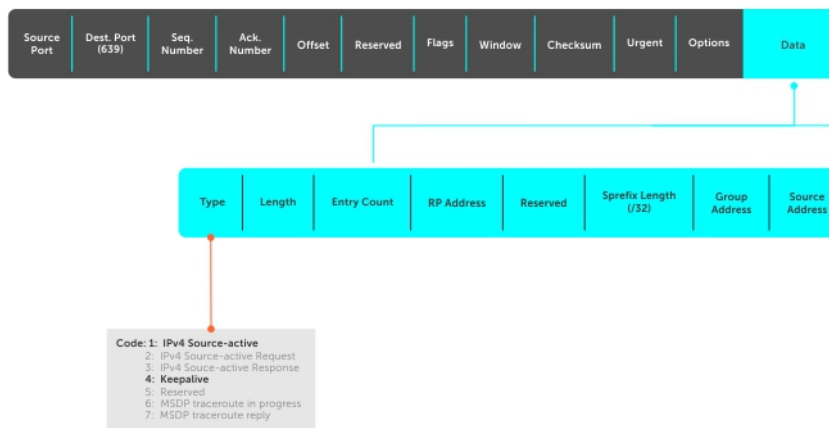 Source
Port
Dest. Port
(639)
Seq.
Number
Ack.
Number
Offset
Reserved
Flags
Window
Checksum
Urgent
Options
Data
Type
Length
Entry Count
RP Address
Reserved
Sprefix Length
(/32)
Group
Address
Source
Address
Code: 1: IPv4 Source-active
2: IPv4 Source-active Request
3: IPv4 Souce-active Response
4: Keepalive
5: Reserved
6: MSDP traceroute in progress
7: MSDP traceroute reply